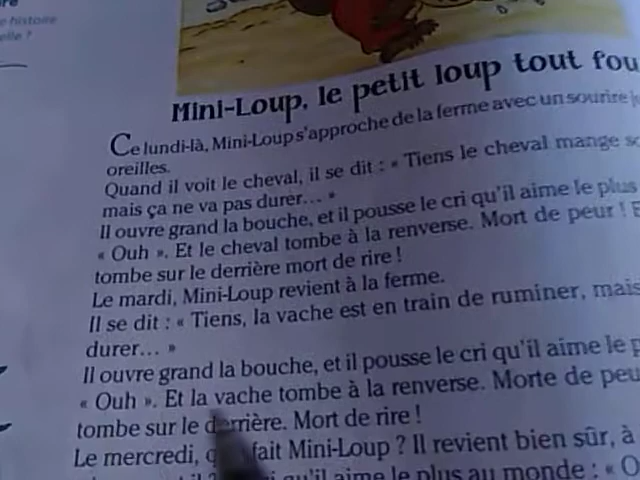 e histoire
elle ?
Mini-Loup, le petit loup tout fou
Ce lundi-là, Mini-Loup s'approche de la ferme avec un sourire
oreilles.
Quand il voit le cheval, il se dit : « Tiens le cheval mange
mais ça ne va pas durer... »
Il ouvre grand la bouche, et il pousse le cri qu'il aime le plus
« Ouh ». Et le cheval tombe à la renverse. Mort de peur ! E
tombe sur le derrière mort de rire !
Le mardi, Mini-Loup revient à la ferme.
Il se dit : « Tiens, la vache est en train de ruminer, mais
durer... »
Il ouvre grand la bouche, et il pousse le cri qu'il aime le p
« Ouh ». Et la vache tombe à la renverse. Morte de peu
tombe sur le derrière. Mort de rire !
Le mercredi, fait Mini-Loup ? Il revient bien sûr, à
qu'il aime le plus au monde : « O